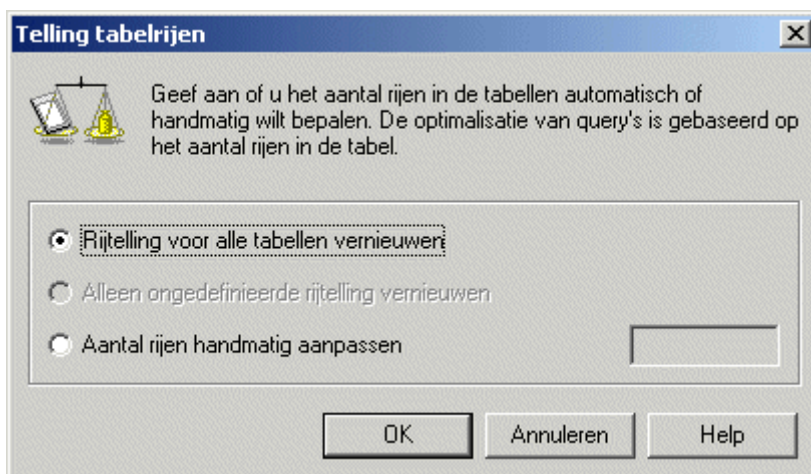 Telling tabelrijen
Geef aan of u het aantal rijen in de tabellen automatisch of
handmatig wilt bepalen. De optimalisatie van query's is gebaseerd op
het aantal rijen in de tabel.
Rijtelling voor alle tabellen vernieuwen
Alleen ongedefinieerde rijtelling vernieuwen
Aantal rijen handmatig aanpassen
OK Annuleren Help